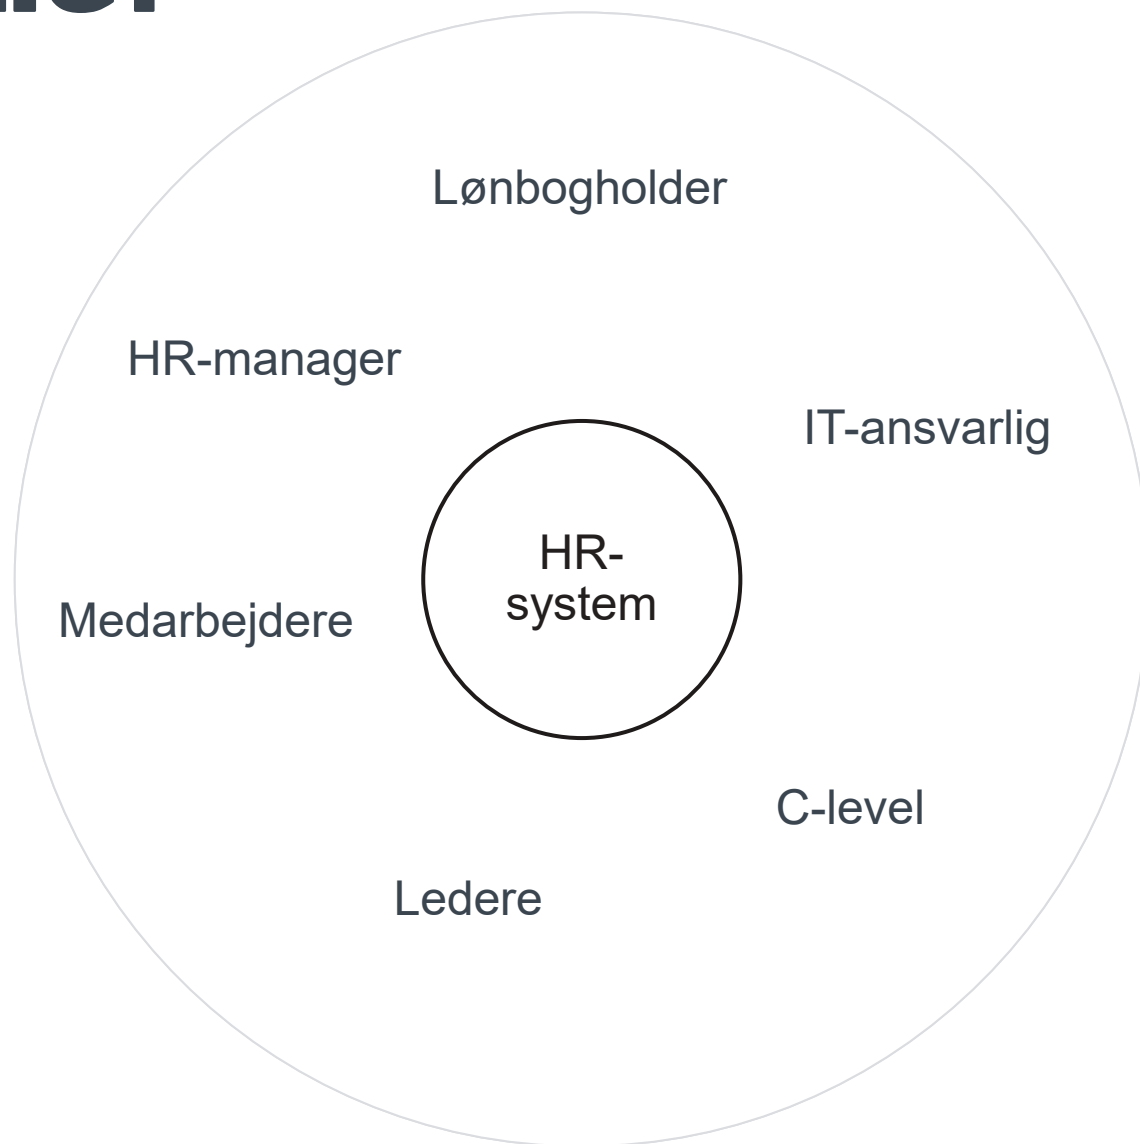 Lønbogholder
HR-manager
IT-ansvarlig
HR-
system
Medarbejdere
C-level
Ledere